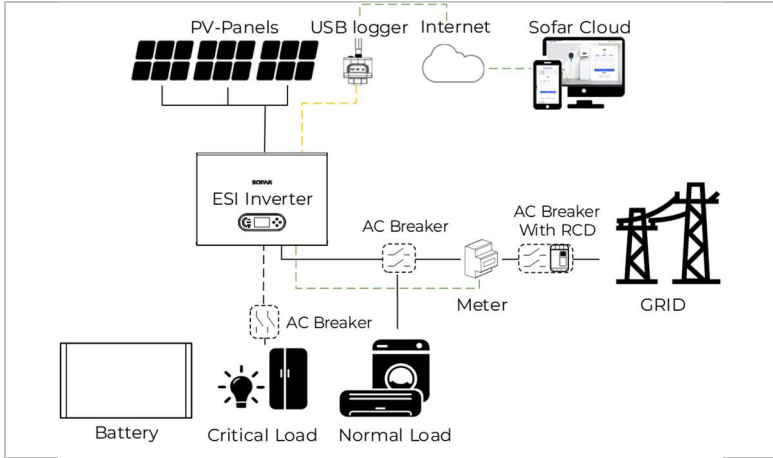 PV-Panels
USB logger
Internet
Sofar Cloud
SOFAR
ESI Inverter
AC Breaker
AC Breaker
With RCD
Meter
GRID
AC Breaker
Battery
Critical Load
Normal Load